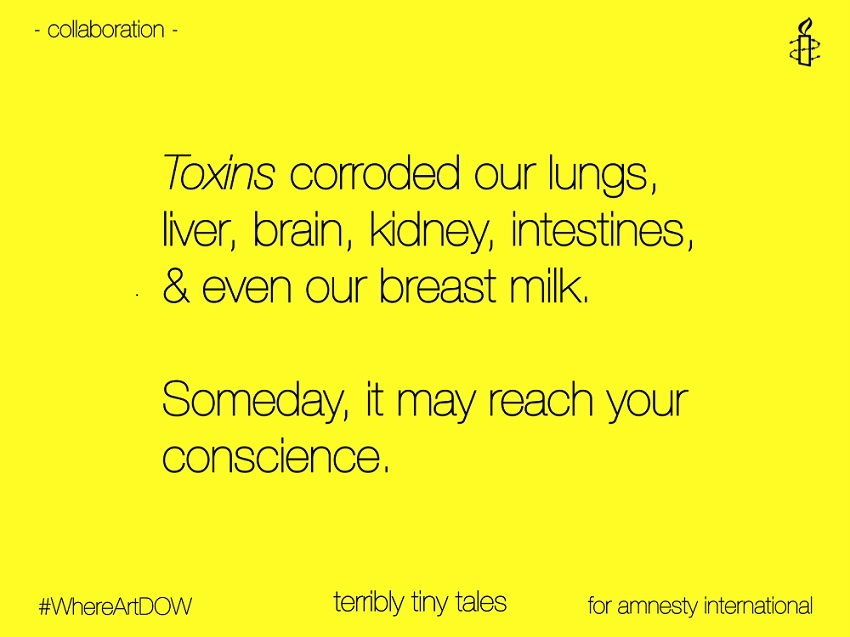 - collaboration -
Toxins corroded our lungs,
liver, brain, kidney, intestines,
& even our breast milk.
Someday, it may reach your
conscience.
#WhereArtDOW
terribly tiny tales
for amnesty international